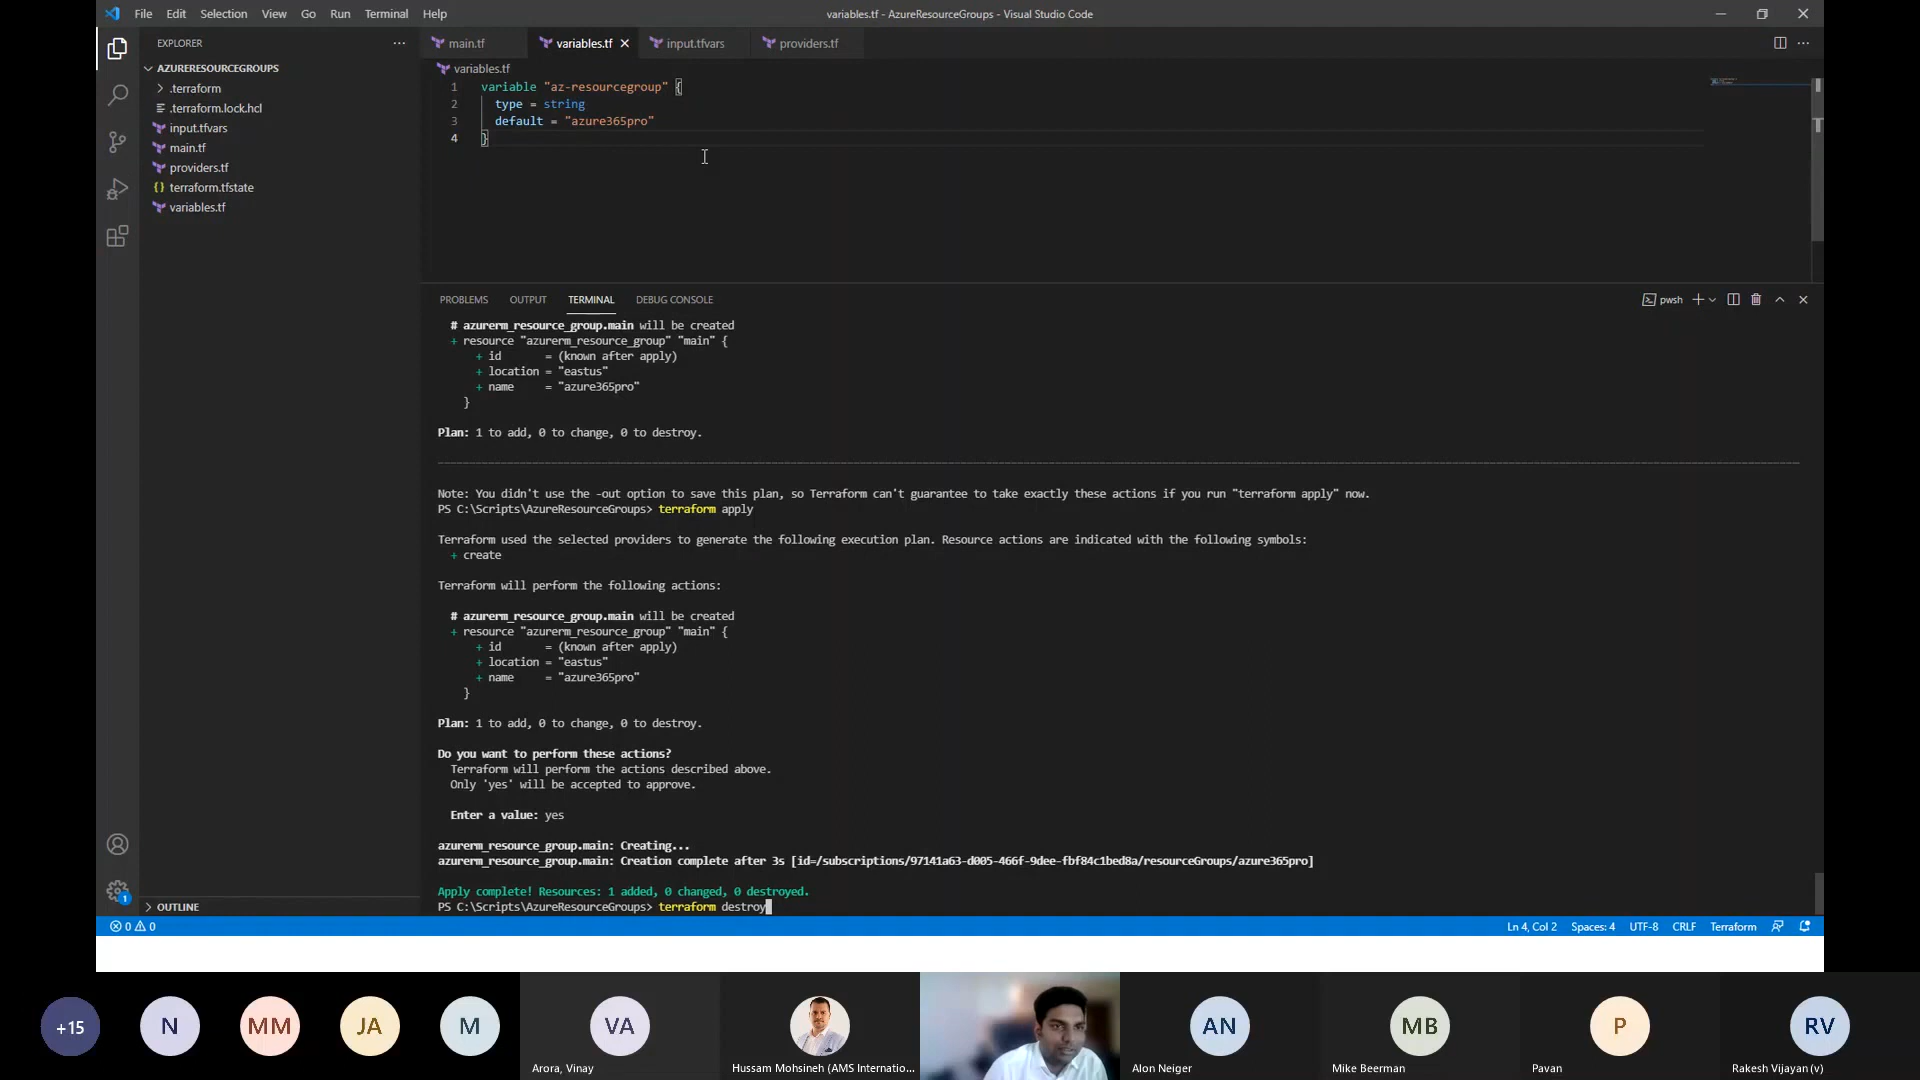 File Edit Selection View Go Run Terminal Help
variables.tf - AzureResourceGroups - Visual Studio Code
EXPLORER
AZURERESOURCEGROUPS
.terraform
.terraform.lock.hcl
input.tfvars
main.tf
providers.tf
terraform.tfstate
variables.tf
OUTLINE
main.tf variables.tf input.tfvars providers.tf
variables.tf
1 variable "az-resourcegroup" {
2 type = string
3 default = "azure365pro"
4 }
PROBLEMS OUTPUT TERMINAL DEBUG CONSOLE
pwsh
# azurerm_resource_group.main will be created
+ resource "azurerm_resource_group" "main" {
+ id = (known after apply)
+ location = "eastus"
+ name = "azure365pro"
}
Plan: 1 to add, 0 to change, 0 to destroy.
Note: You didn't use the -out option to save this plan, so Terraform can't guarantee to take exactly these actions if you run "terraform apply" now.
PS C:\Scripts\AzureResourceGroups> terraform apply
Terraform used the selected providers to generate the following execution plan. Resource actions are indicated with the following symbols:
+ create
Terraform will perform the following actions:
# azurerm_resource_group.main will be created
+ resource "azurerm_resource_group" "main" {
+ id = (known after apply)
+ location = "eastus"
+ name = "azure365pro"
}
Plan: 1 to add, 0 to change, 0 to destroy.
Do you want to perform these actions?
Terraform will perform the actions described above.
Only 'yes' will be accepted to approve.
Enter a value: yes
azurerm_resource_group.main: Creating...
azurerm_resource_group.main: Creation complete after 3s [id=/subscriptions/97141a63-d005-466f-9dee-fbf84c1bed8a/resourceGroups/azure365pro]
Apply complete! Resources: 1 added, 0 changed, 0 destroyed.
PS C:\Scripts\AzureResourceGroups> terraform destroy
1
0 0
Ln 4, Col 2 Spaces: 4 UTF-8 CRLF Terraform
+15 N MM JA M VA AN MB P RV
Arora, Vinay Hussam Mohsineh (AMS Internatio... Alon Neiger Mike Beerman Pavan Rakesh Vijayan (v)